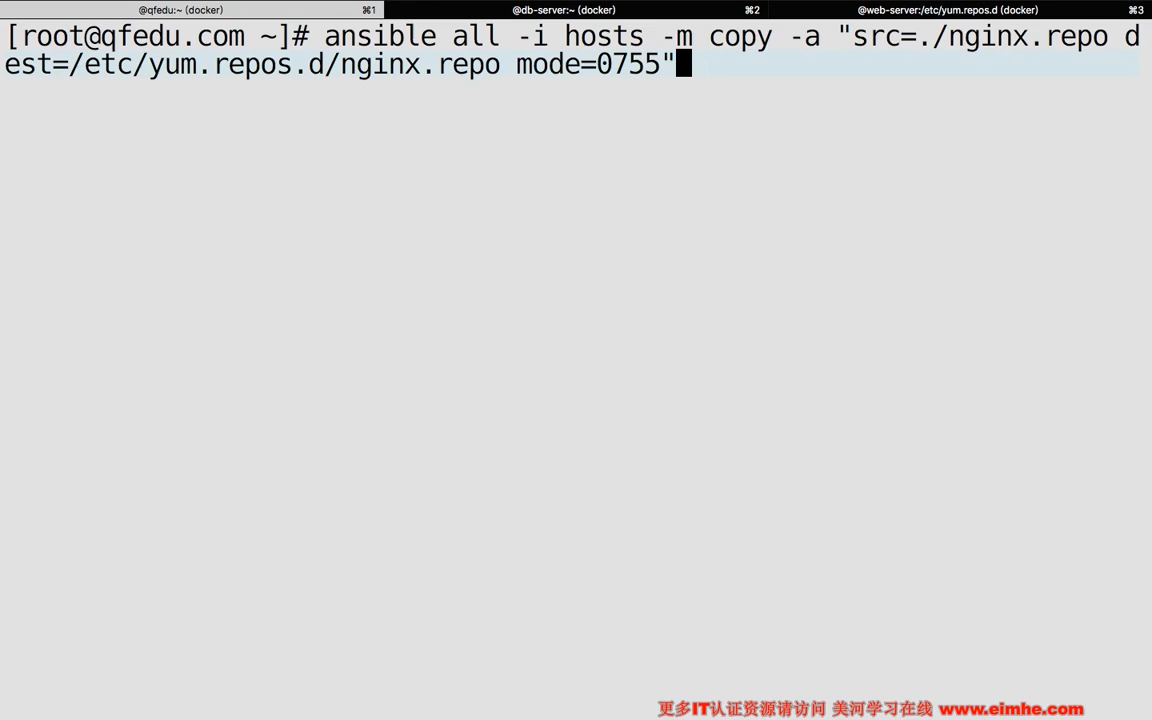 @qfedu:~ (docker) ⌘1 @db-server:~ (docker) ⌘2 @web-server:/etc/yum.repos.d (docker) ⌘3
[root@qfedu.com ~]# ansible all -i hosts -m copy -a "src=./nginx.repo d
est=/etc/yum.repos.d/nginx.repo mode=0755"
更多IT认证资源请访问 美河学习在线 www.eimhe.com